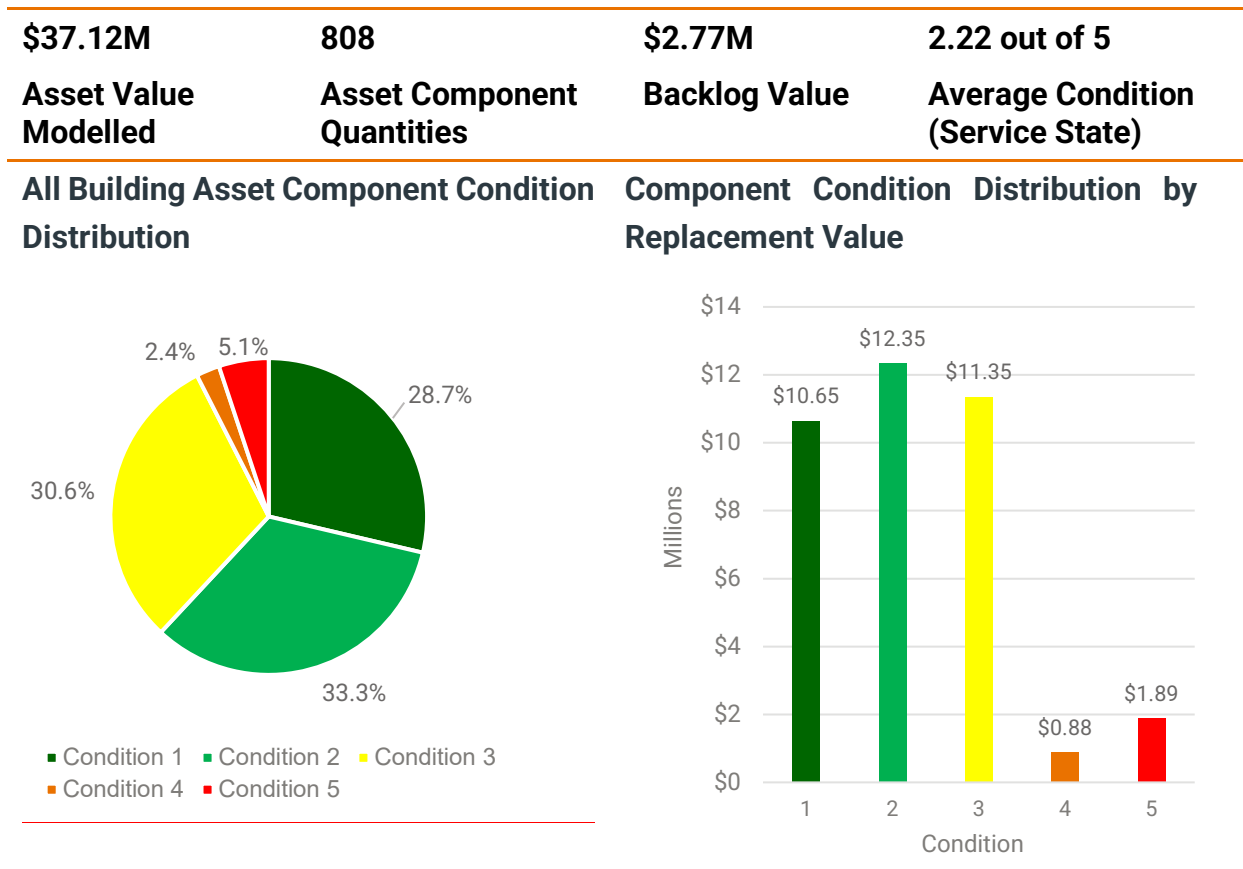 $37.12M
808
$2.77M
2.22 out of 5
Asset Value
Modelled
Asset Component
Quantities
Backlog Value
Average Condition
(Service State)
All Building Asset Component Condition
Distribution
2.4%
5.1%
28.7%
30.6%
33.3%
Condition 1
Condition 2
Condition 3
Condition 4
Condition 5
Component Condition Distribution by
Replacement Value
Millions
$14
$12
$10
$8
$6
$4
$2
$0
$10.65
$12.35
$11.35
$0.88
$1.89
1
2
3
4
5
Condition